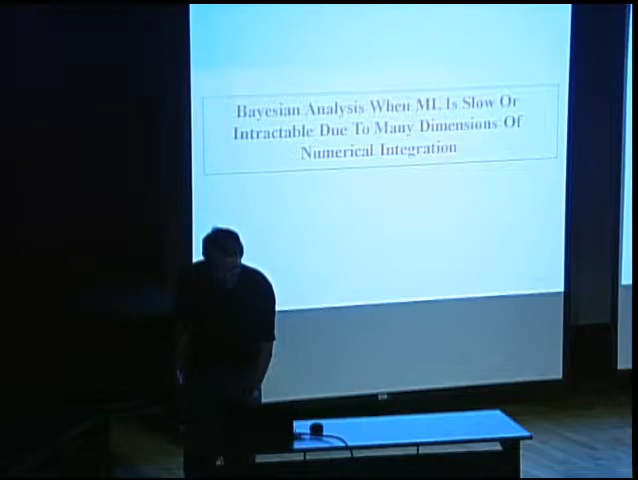 Bayesian Analysis When ML Is Slow Or
Intractable Due To Many Dimensions Of
Numerical Integration